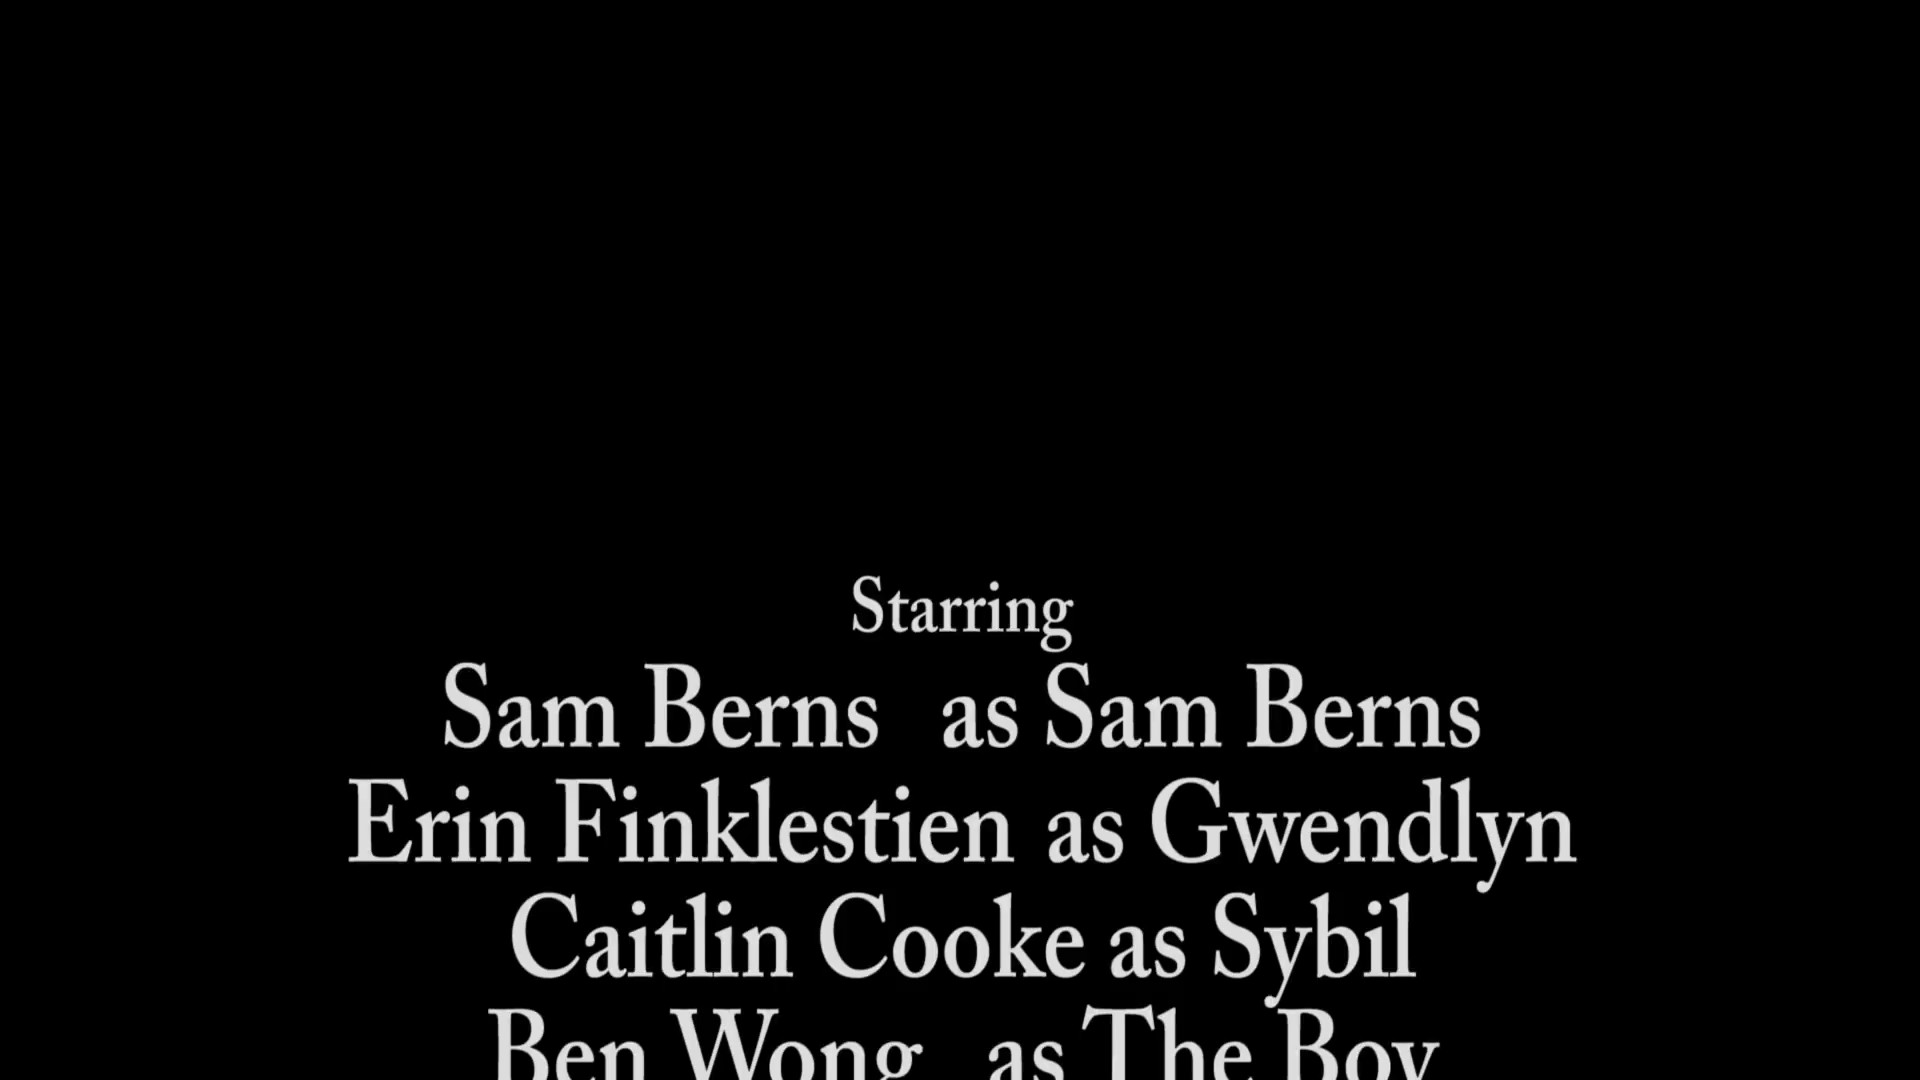 Starring
Sam Berns as Sam Berns
Erin Finklestien as Gwendlyn
Caitlin Cooke as Sybil
Ben Wong as The Boy